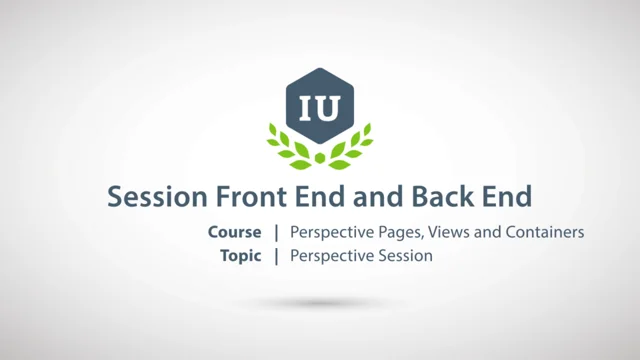 IU
Session Front End and Back End
Course | Perspective Pages, Views and Containers
Topic | Perspective Session